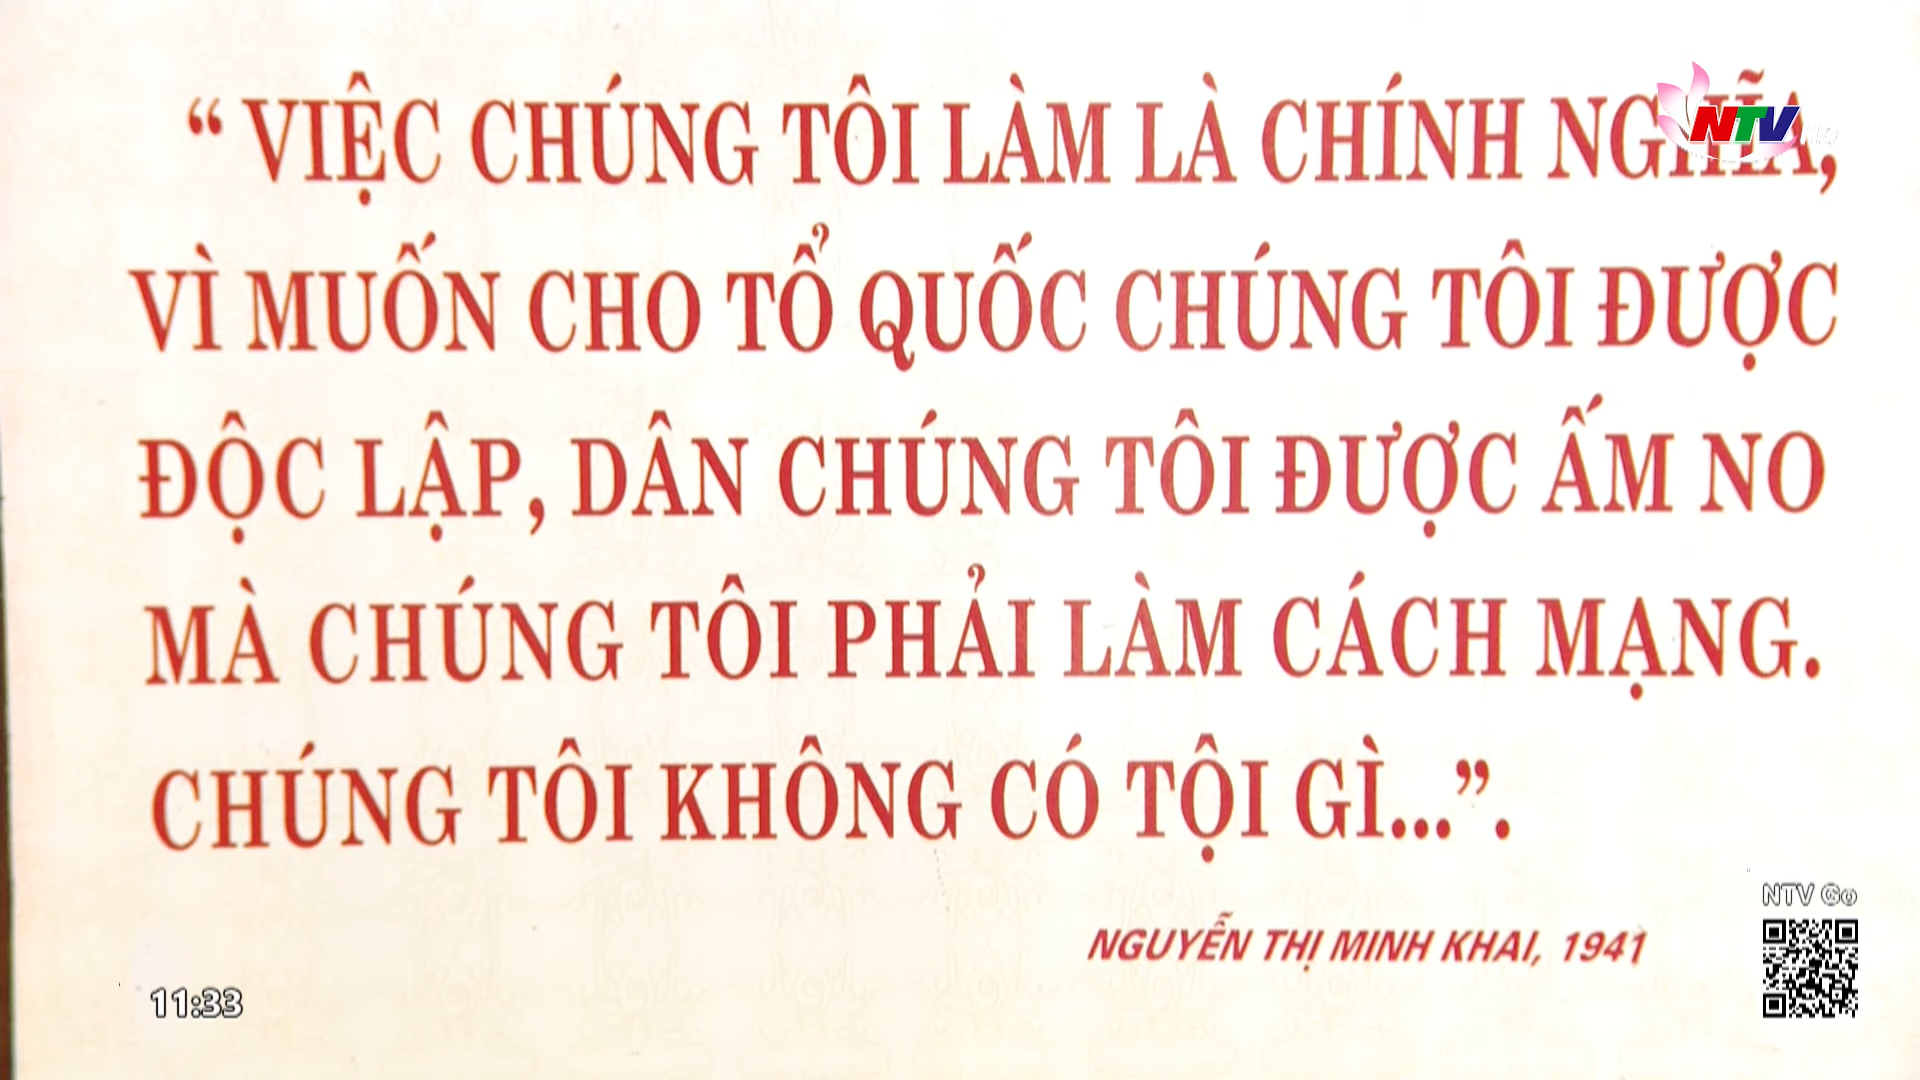 “ VIỆC CHÚNG TÔI LÀM LÀ CHÍNH NGHĨA,
VÌ MUỐN CHO TỔ QUỐC CHÚNG TÔI ĐƯỢC
ĐỘC LẬP, DÂN CHÚNG TÔI ĐƯỢC ẤM NO
MÀ CHÚNG TÔI PHẢI LÀM CÁCH MẠNG.
CHÚNG TÔI KHÔNG CÓ TỘI GÌ...”.
NGUYỄN THỊ MINH KHAI, 1941
NTV HD
NTV Go
11:33